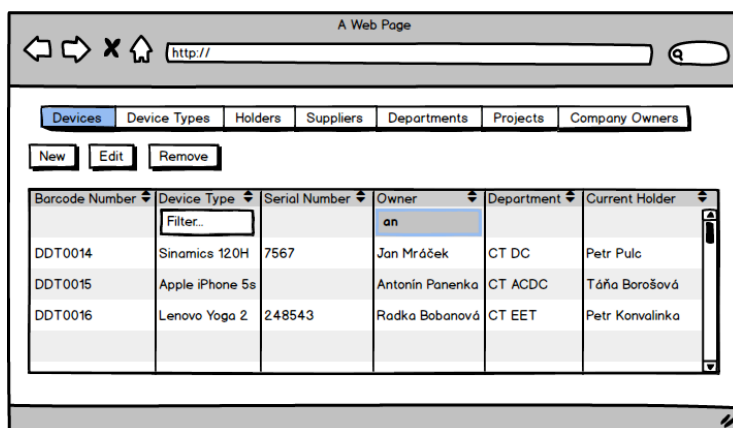 A Web Page
http://
Devices Device Types Holders Suppliers Departments Projects Company Owners
New Edit Remove
Barcode Number Device Type Serial Number Owner Department Current Holder
Filter... an
DDT0014 Sinamics 120H 7567 Jan Mráček CT DC Petr Pulc
DDT0015 Apple iPhone 5s Antonín Panenka CT ACDC Táňa Borošová
DDT0016 Lenovo Yoga 2 248543 Radka Bobanová CT EET Petr Konvalinka